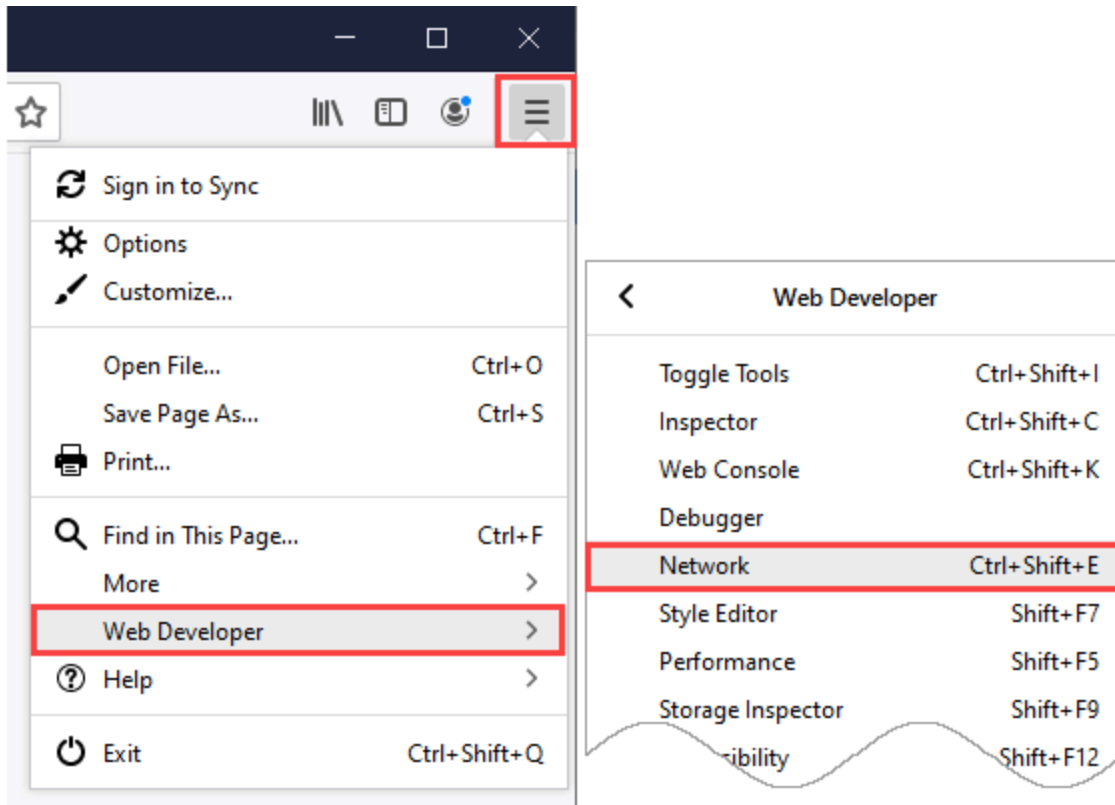 Sign in to Sync
Options
Customize...
Open File... Ctrl+O
Save Page As... Ctrl+S
Print...
Find in This Page... Ctrl+F
More
Web Developer
Help
Exit Ctrl+Shift+Q
Web Developer
Toggle Tools Ctrl+Shift+I
Inspector Ctrl+Shift+C
Web Console Ctrl+Shift+K
Debugger
Network Ctrl+Shift+E
Style Editor Shift+F7
Performance Shift+F5
Storage Inspector Shift+F9
sibility Shift+F12